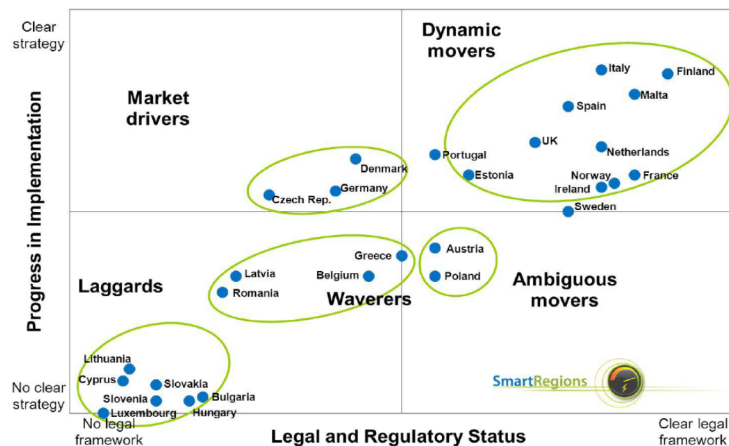 Clear
strategy
Dynamic
movers
Market
drivers
Italy
Finland
Malta
Spain
UK
Netherlands
Portugal
Denmark
Estonia
Norway
France
Ireland
Germany
Czech Rep.
Sweden
Progress in Implementation
Austria
Greece
Latvia
Belgium
Poland
Ambiguous
movers
Laggards
Romania
Waverers
Lithuania
Cyprus
Slovakia
SmartRegions
No clear
strategy
Slovenia
Bulgaria
Luxembourg
Hungary
No legal
framework
Legal and Regulatory Status
Clear legal
framework